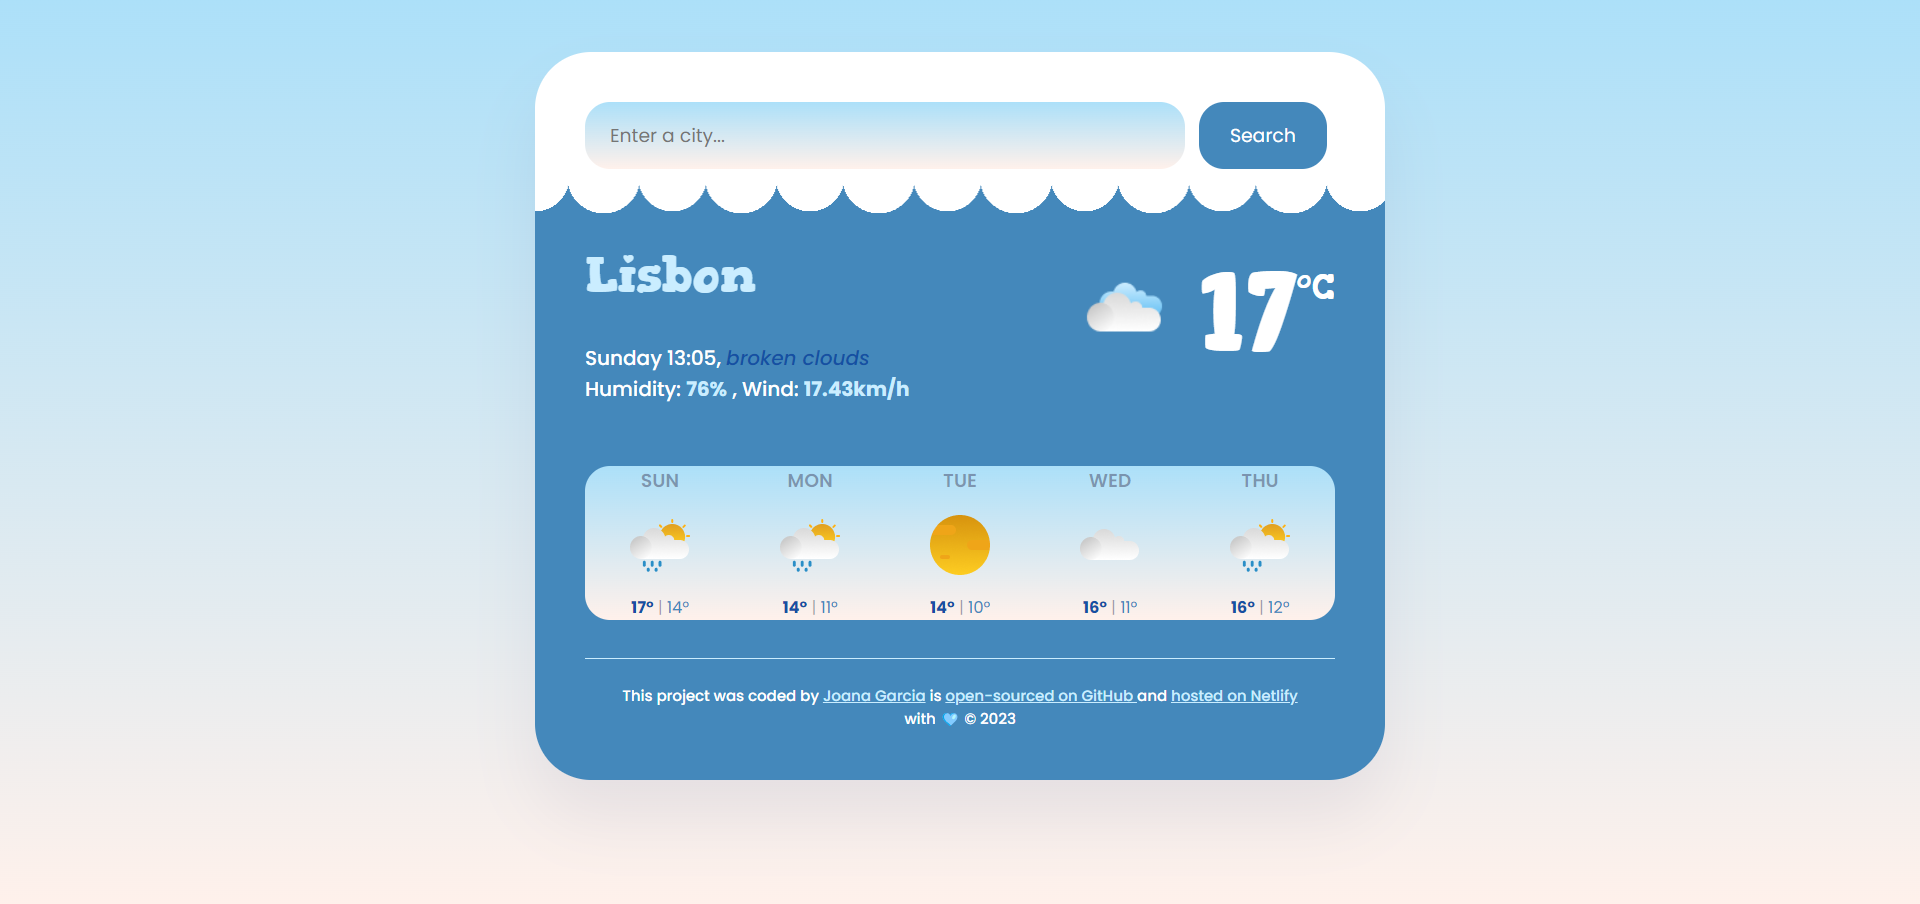 Enter a city...
Search
Lisbon
17°C
Sunday 13:05, broken clouds
Humidity: 76% , Wind: 17.43km/h
SUN MON TUE WED THU
17° | 14° 14° | 11° 14° | 10° 16° | 11° 16° | 12°
This project was coded by Joana Garcia is open-sourced on GitHub and hosted on Netlify
with 🩵 © 2023